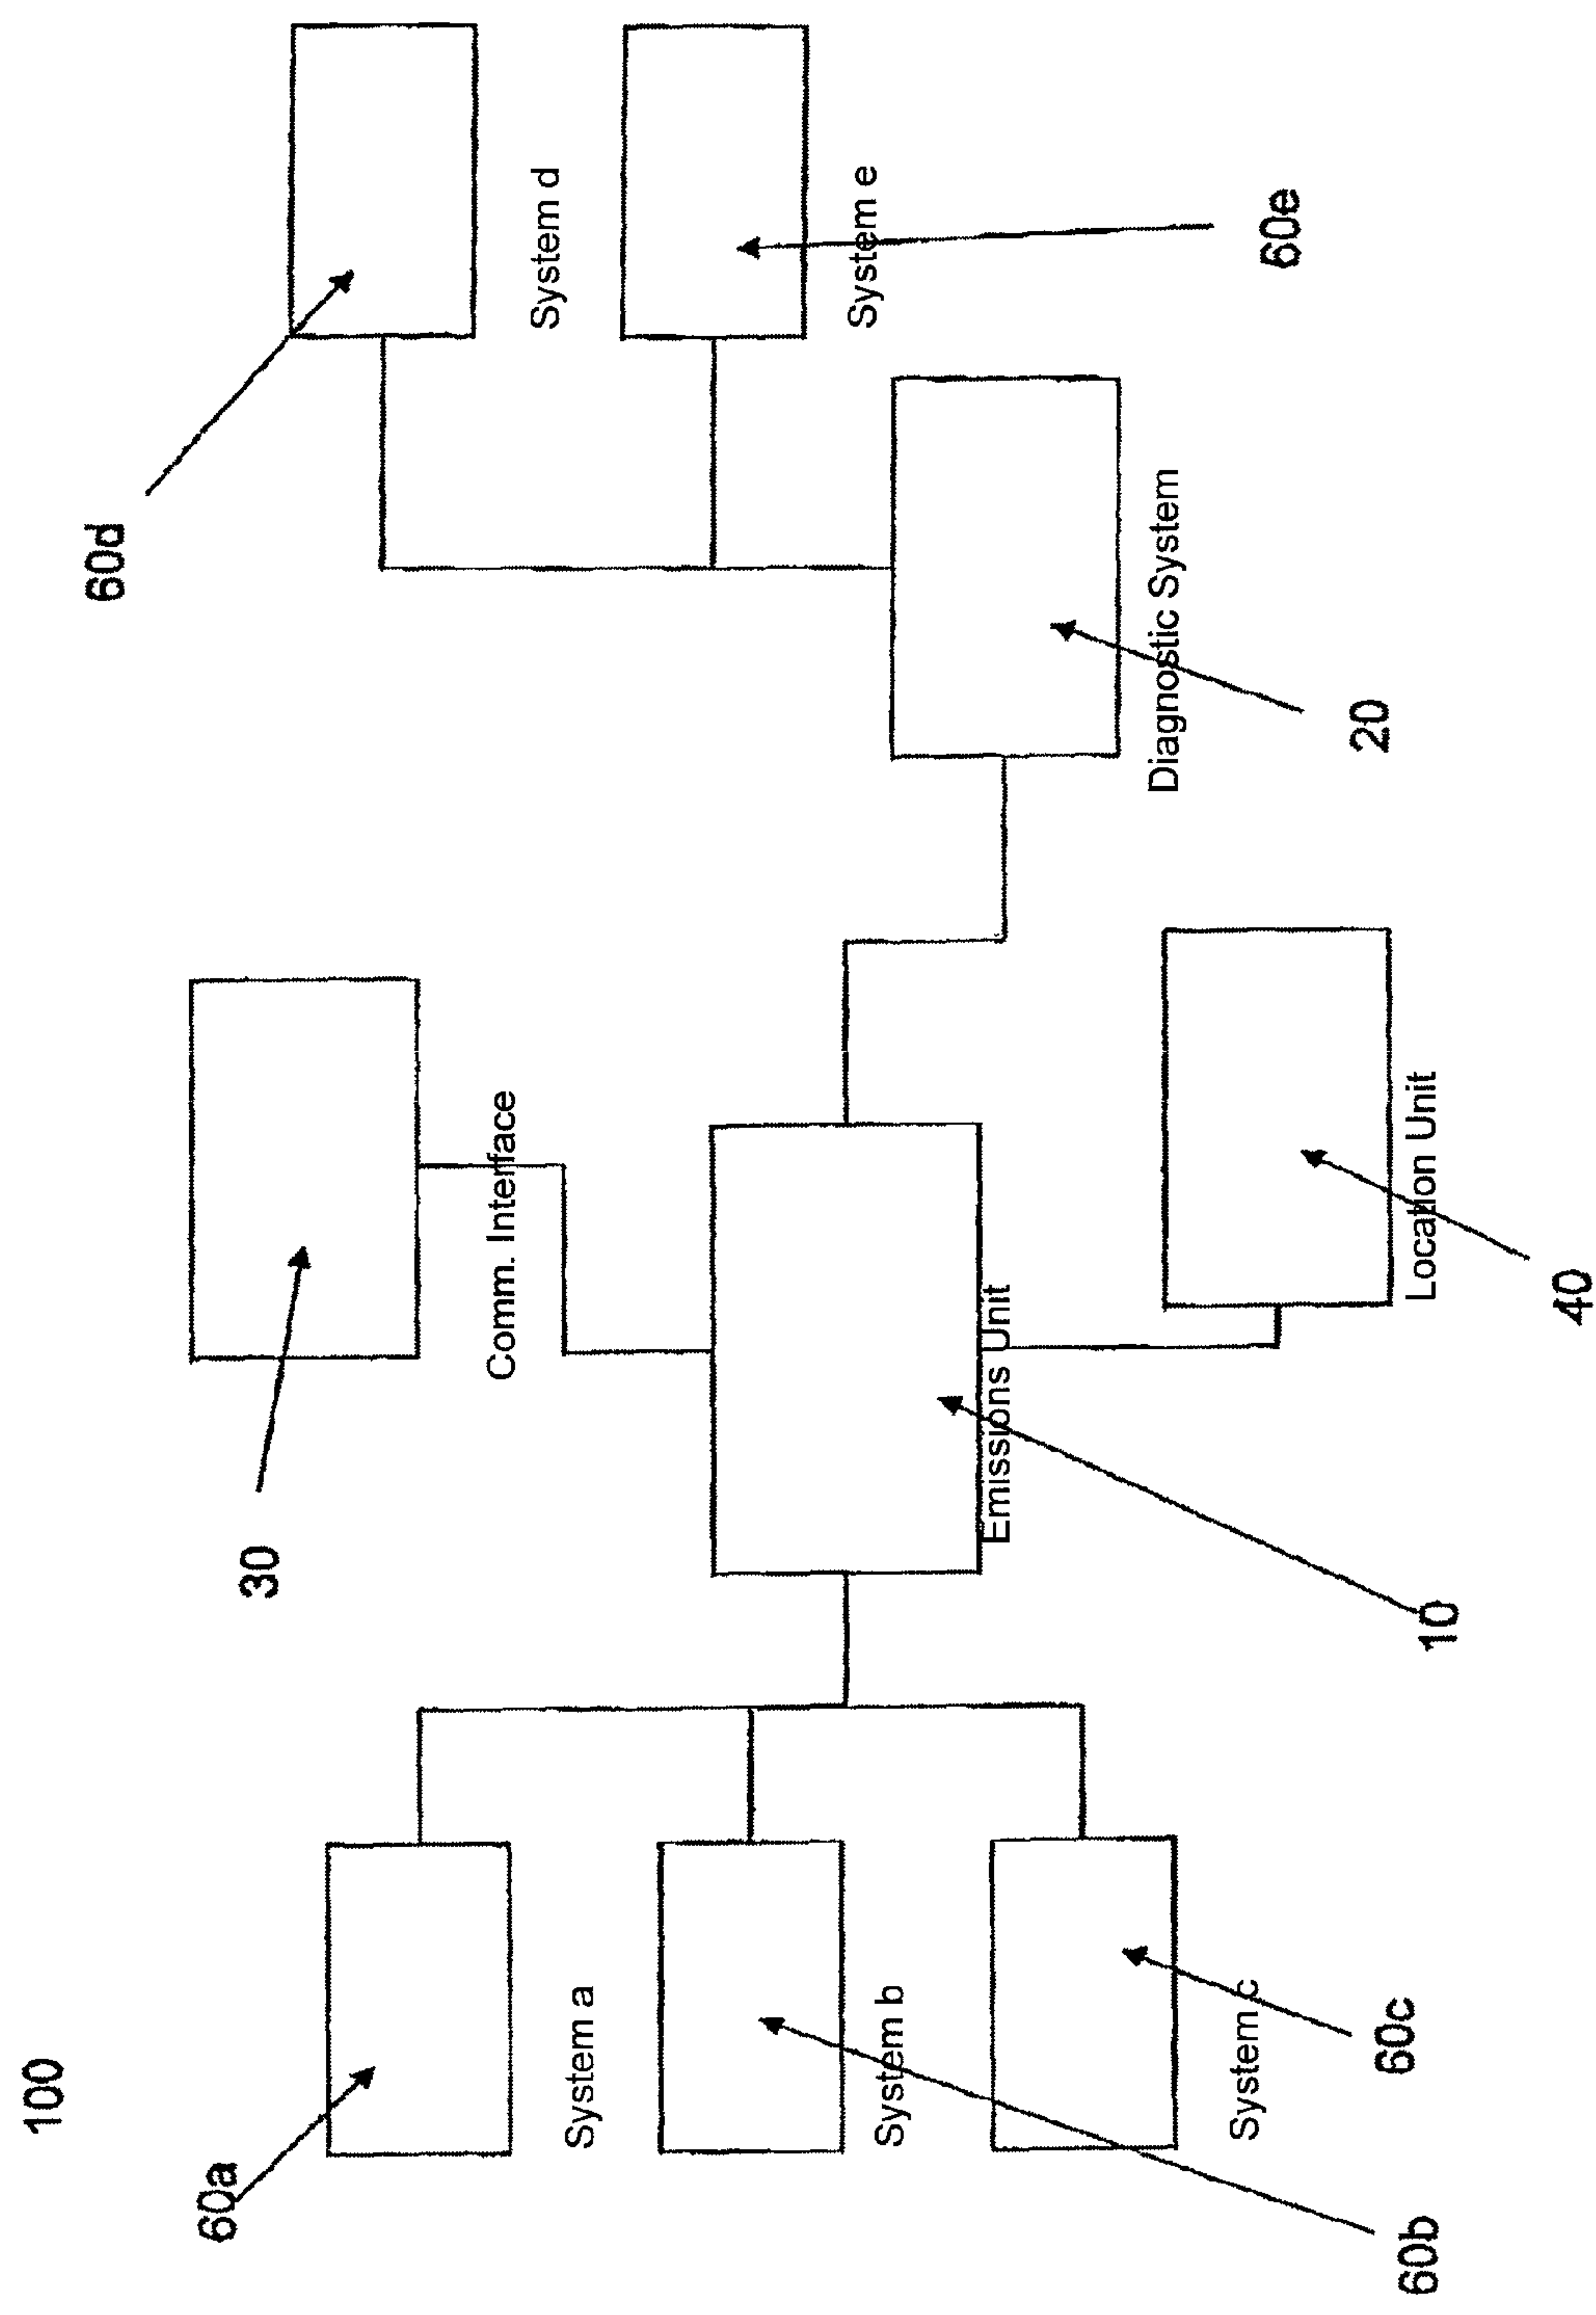 100
60a
System a
60b
System b
60c
System c
30
Comm. Interface
10
Emissions Unit
40
Location Unit
20
Diagnostic System
60d
System d
60e
System e